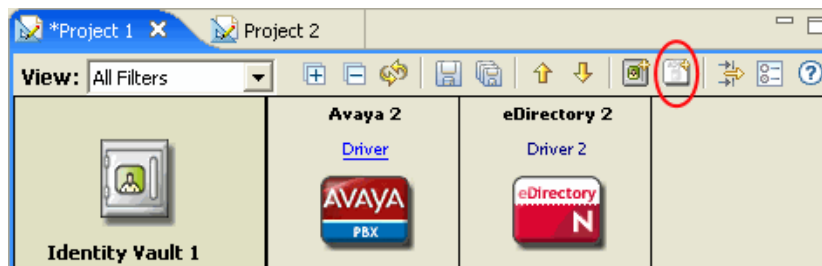 *Project 1
Project 2
View: All Filters
Avaya 2
eDirectory 2
Driver
Driver 2
AVAYA
PBX
eDirectory
N
Identity Vault 1